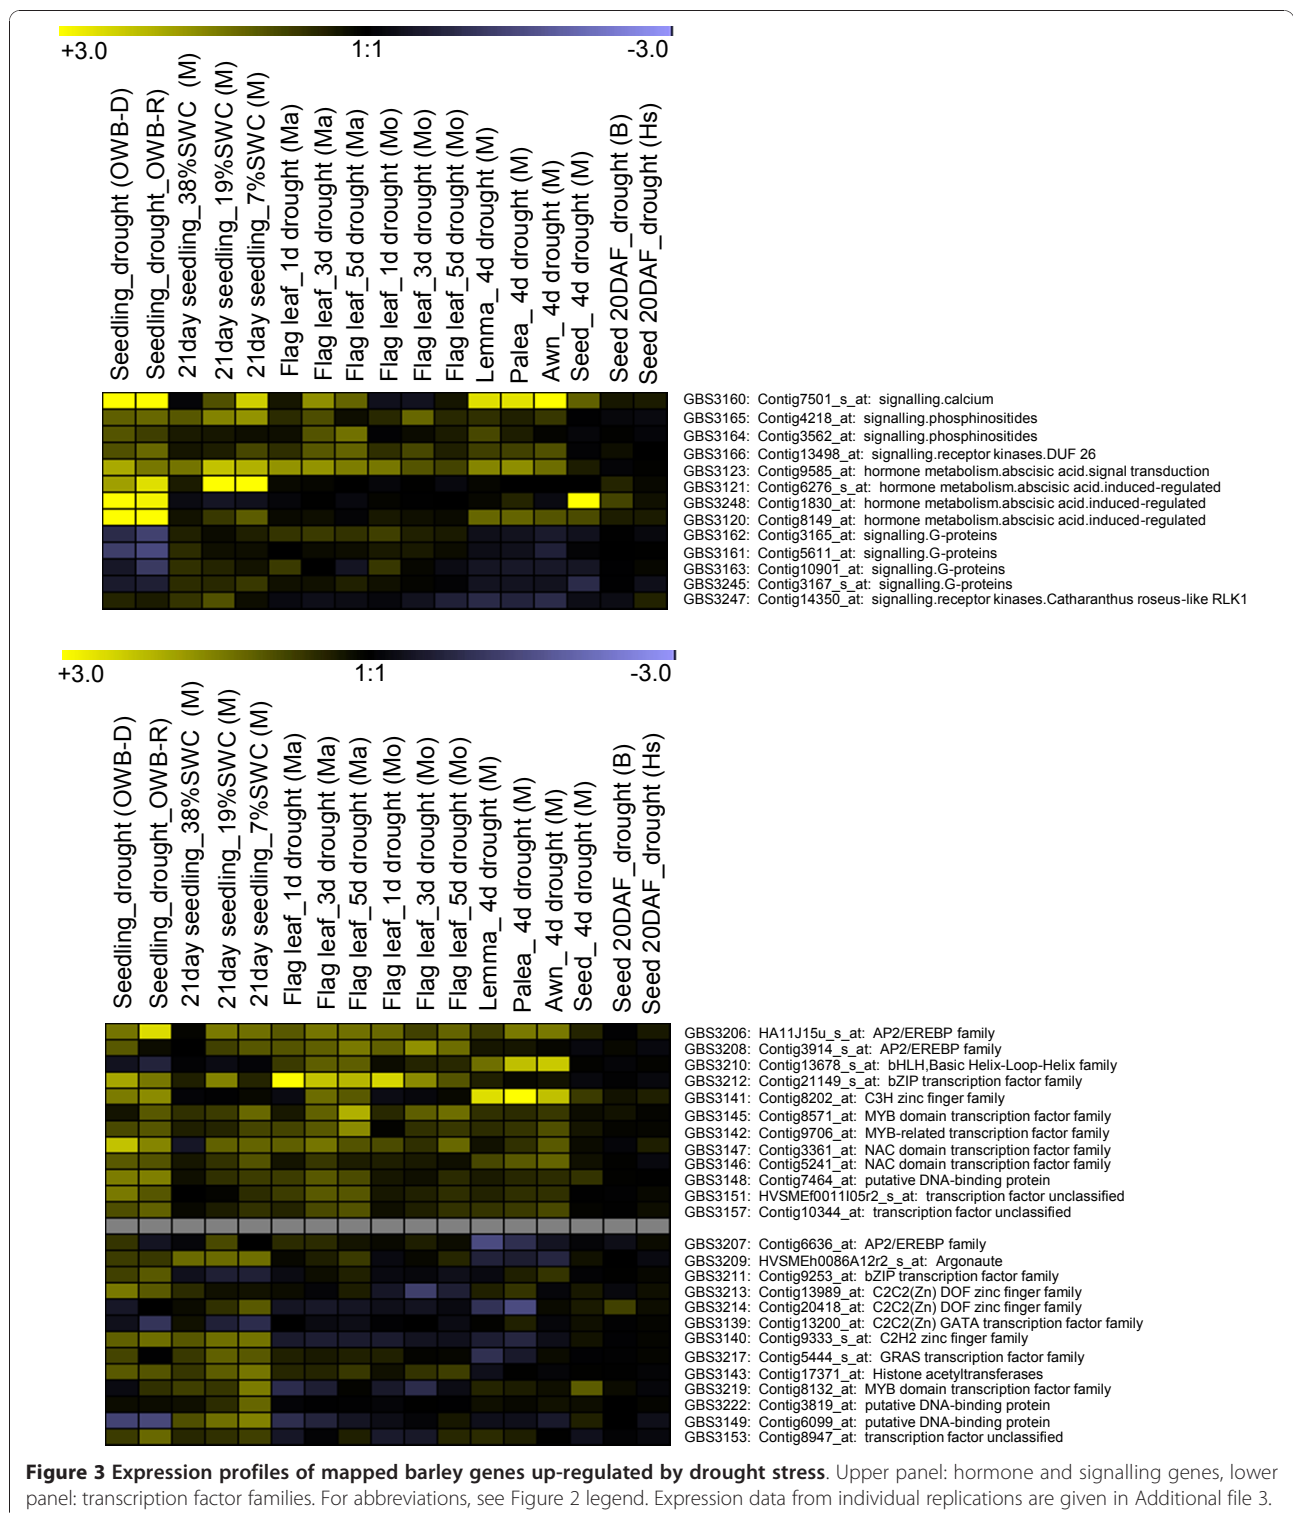 +3.0 1:1 -3.0
Seedling_drought (OWB-D)
Seedling_drought_OWB-R)
21day seedling_38%SWC (M)
21day seedling_19%SWC (M)
21day seedling_7%SWC (M)
Flag leaf_1d drought (Ma)
Flag leaf_3d drought (Ma)
Flag leaf_5d drought (Ma)
Flag leaf_1d drought (Mo)
Flag leaf_3d drought (Mo)
Flag leaf_5d drought (Mo)
Lemma_ 4d drought (M)
Palea_ 4d drought (M)
Awn_ 4d drought (M)
Seed_ 4d drought (M)
Seed 20DAF_drought (B)
Seed 20DAF_drought (Hs)
GBS3160: Contig7501_s_at: signalling.calcium
GBS3165: Contig4218_at: signalling.phosphinositides
GBS3164: Contig3562_at: signalling.phosphinositides
GBS3166: Contig13498_at: signalling.receptor kinases.DUF 26
GBS3123: Contig9585_at: hormone metabolism.abscisic acid.signal transduction
GBS3121: Contig6276_s_at: hormone metabolism.abscisic acid.induced-regulated
GBS3248: Contig1830_at: hormone metabolism.abscisic acid.induced-regulated
GBS3120: Contig8149_at: hormone metabolism.abscisic acid.induced-regulated
GBS3162: Contig3165_at: signalling.G-proteins
GBS3161: Contig5611_at: signalling.G-proteins
GBS3163: Contig10901_at: signalling.G-proteins
GBS3245: Contig3167_s_at: signalling.G-proteins
GBS3247: Contig14350_at: signalling.receptor kinases.Catharanthus roseus-like RLK1
+3.0 1:1 -3.0
Seedling_drought (OWB-D)
Seedling_drought_OWB-R)
21day seedling_38%SWC (M)
21day seedling_19%SWC (M)
21day seedling_7%SWC (M)
Flag leaf_1d drought (Ma)
Flag leaf_3d drought (Ma)
Flag leaf_5d drought (Ma)
Flag leaf_1d drought (Mo)
Flag leaf_3d drought (Mo)
Flag leaf_5d drought (Mo)
Lemma_ 4d drought (M)
Palea_ 4d drought (M)
Awn_ 4d drought (M)
Seed_ 4d drought (M)
Seed 20DAF_drought (B)
Seed 20DAF_drought (Hs)
GBS3206: HA11J15u_s_at: AP2/EREBP family
GBS3208: Contig3914_s_at: AP2/EREBP family
GBS3210: Contig13678_s_at: bHLH,Basic Helix-Loop-Helix family
GBS3212: Contig21149_s_at: bZIP transcription factor family
GBS3141: Contig8202_at: C3H zinc finger family
GBS3145: Contig8571_at: MYB domain transcription factor family
GBS3142: Contig9706_at: MYB-related transcription factor family
GBS3147: Contig3361_at: NAC domain transcription factor family
GBS3146: Contig5241_at: NAC domain transcription factor family
GBS3148: Contig7464_at: putative DNA-binding protein
GBS3151: HVSMEf0011I05r2_s_at: transcription factor unclassified
GBS3157: Contig10344_at: transcription factor unclassified
GBS3207: Contig6636_at: AP2/EREBP family
GBS3209: HVSMEh0086A12r2_s_at: Argonaute
GBS3211: Contig9253_at: bZIP transcription factor family
GBS3213: Contig13989_at: C2C2(Zn) DOF zinc finger family
GBS3214: Contig20418_at: C2C2(Zn) DOF zinc finger family
GBS3139: Contig13200_at: C2C2(Zn) GATA transcription factor family
GBS3140: Contig9333_s_at: C2H2 zinc finger family
GBS3217: Contig5444_s_at: GRAS transcription factor family
GBS3143: Contig17371_at: Histone acetyltransferases
GBS3219: Contig8132_at: MYB domain transcription factor family
GBS3222: Contig3819_at: putative DNA-binding protein
GBS3149: Contig6099_at: putative DNA-binding protein
GBS3153: Contig8947_at: transcription factor unclassified
Figure 3 Expression profiles of mapped barley genes up-regulated by drought stress. Upper panel: hormone and signalling genes, lower
panel: transcription factor families. For abbreviations, see Figure 2 legend. Expression data from individual replications are given in Additional file 3.